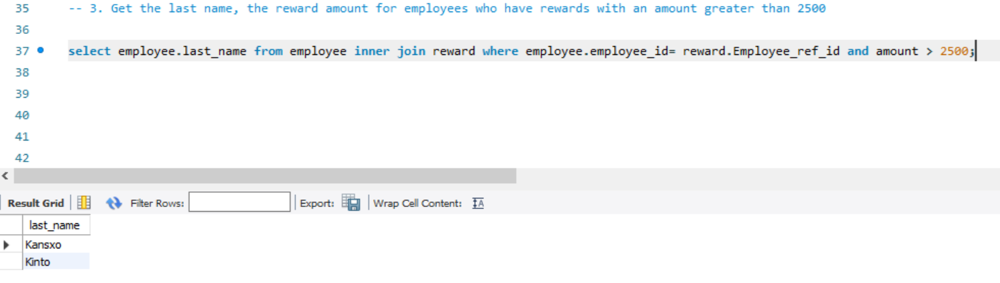 35 -- 3. Get the last name, the reward amount for employees who have rewards with an amount greater than 2500
36
37 select employee.last_name from employee inner join reward where employee.employee_id= reward.Employee_ref_id and amount > 2500;
38
39
40
41
42
Result Grid Filter Rows: Export: Wrap Cell Content: IA
last_name
Kansxo
Kinto